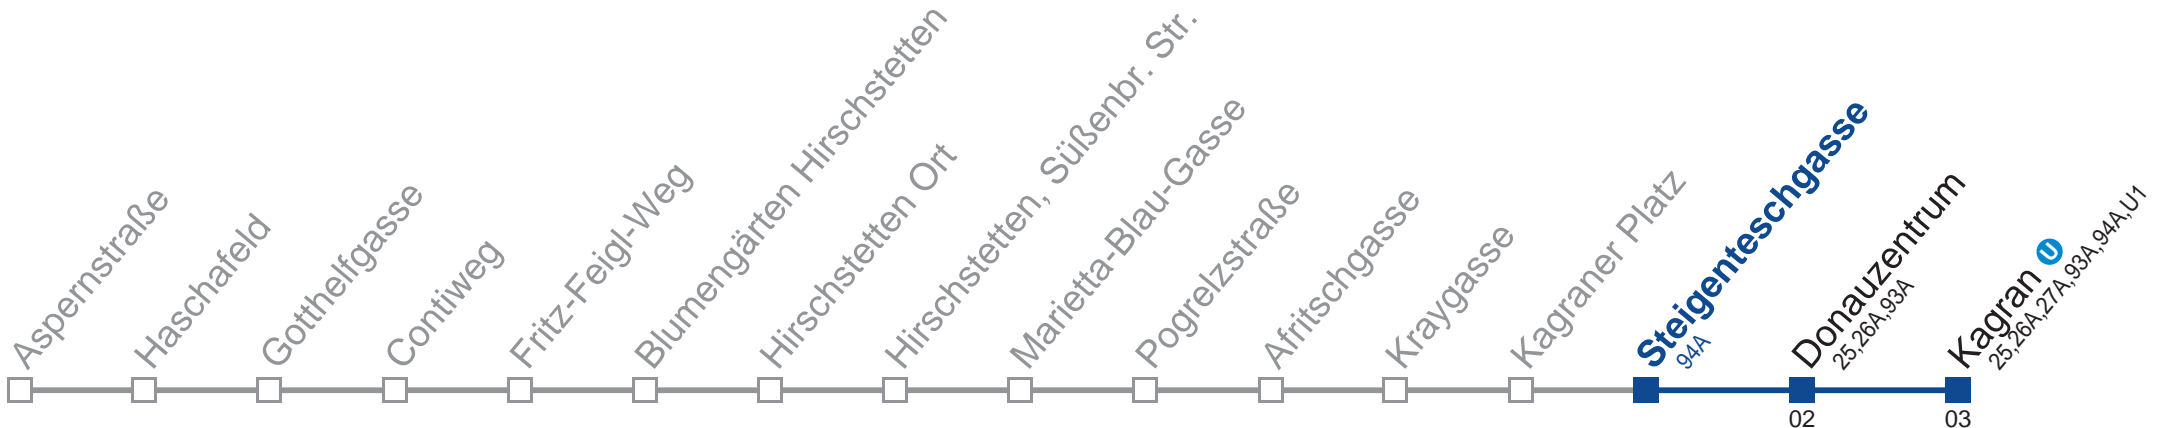 Aspernstraße
Haschafeld
Gotthelfgasse
Contiweg
Fritz-Feigl-Weg
Blumengärten Hirschstetten
Hirschstetten Ort
Hirschstetten, Süßenbr. Str.
Marietta-Blau-Gasse
Pogrelzstraße
Afritschgasse
Kraygasse
Kagraner Platz
Steigenteschgasse
94A
Donauzentrum
25,26A,93A
Kagran U
25,26A,27A,93A,94A,U1
02
03